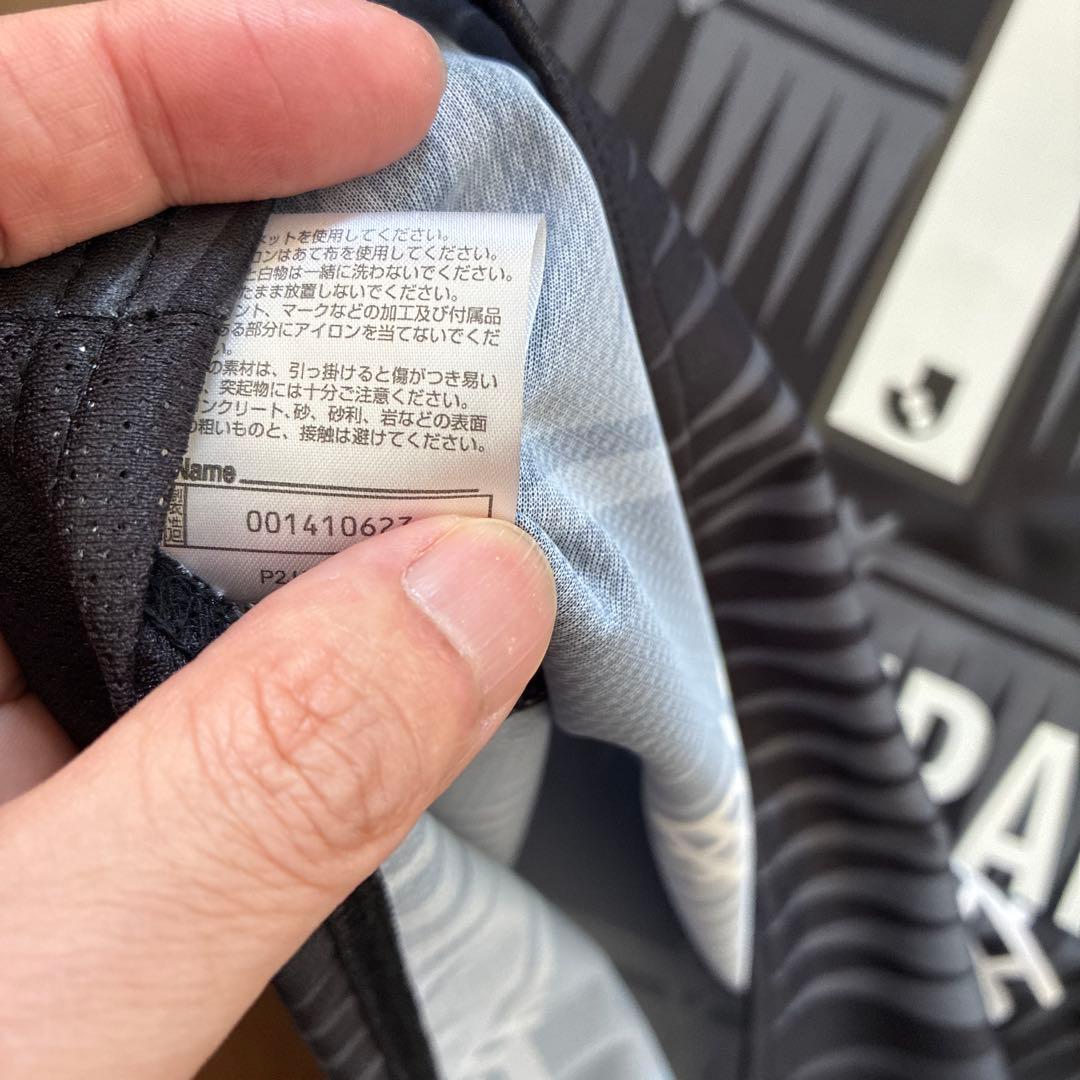 ットを使用してください。
ンはあて布を使用してください。
と白物は一緒に洗わないでください。
たまま放置しないでください。
ント、マークなどの加工及び付属品
る部分にアイロンを当てないでくだ
い。
の素材は、引っ掛けると傷がつき易い
、突起物には十分ご注意ください。
ンクリート、砂、砂利、岩などの表面
の粗いものと、接触は避けてください。
Name
製造
00141062
P2
PA
H